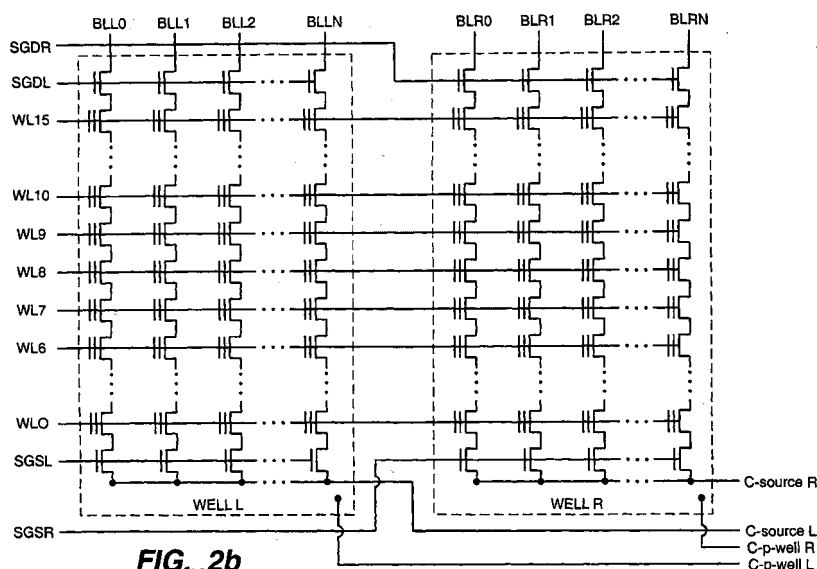 BLL0 BLL1 BLL2 BLLN BLR0 BLR1 BLR2 BLRN
SGDR
SGDL
WL15
WL10
WL9
WL8
WL7
WL6
WL0
SGSL
C-source R
WELL L WELL R
SGSR
C-source L
C-p-well R
C-p-well L
FIG._2b